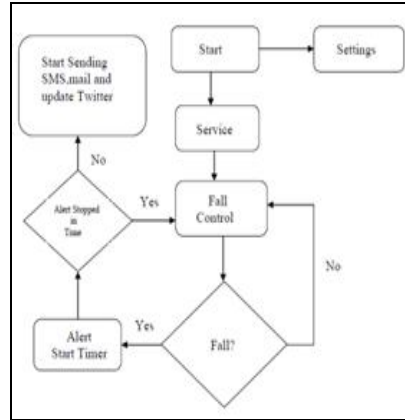 Start
Settings
Start Sending
SMS,mail and
update Twitter
Service
No
Alert Stopped
in
Time
Yes
Fall
Control
No
Alert
Start Timer
Yes
Fall?